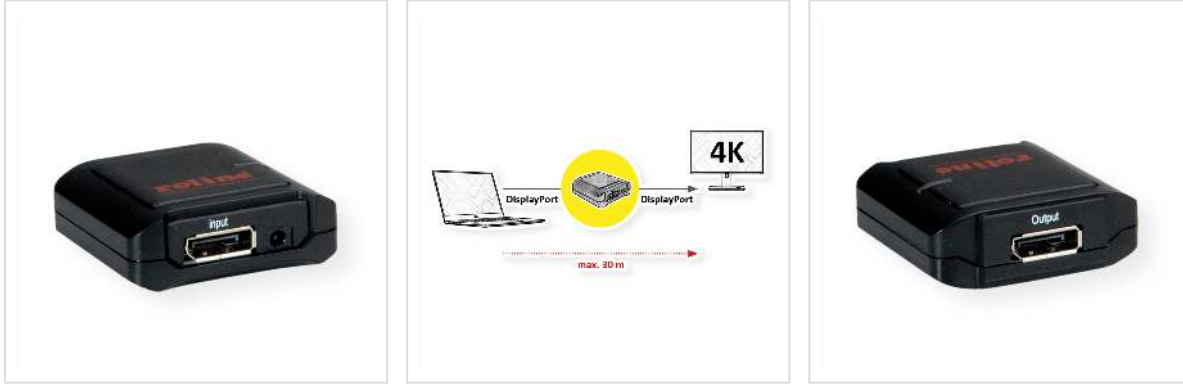 roline
input
4K
DisplayPort
DisplayPort
max. 30 m
roline
Output